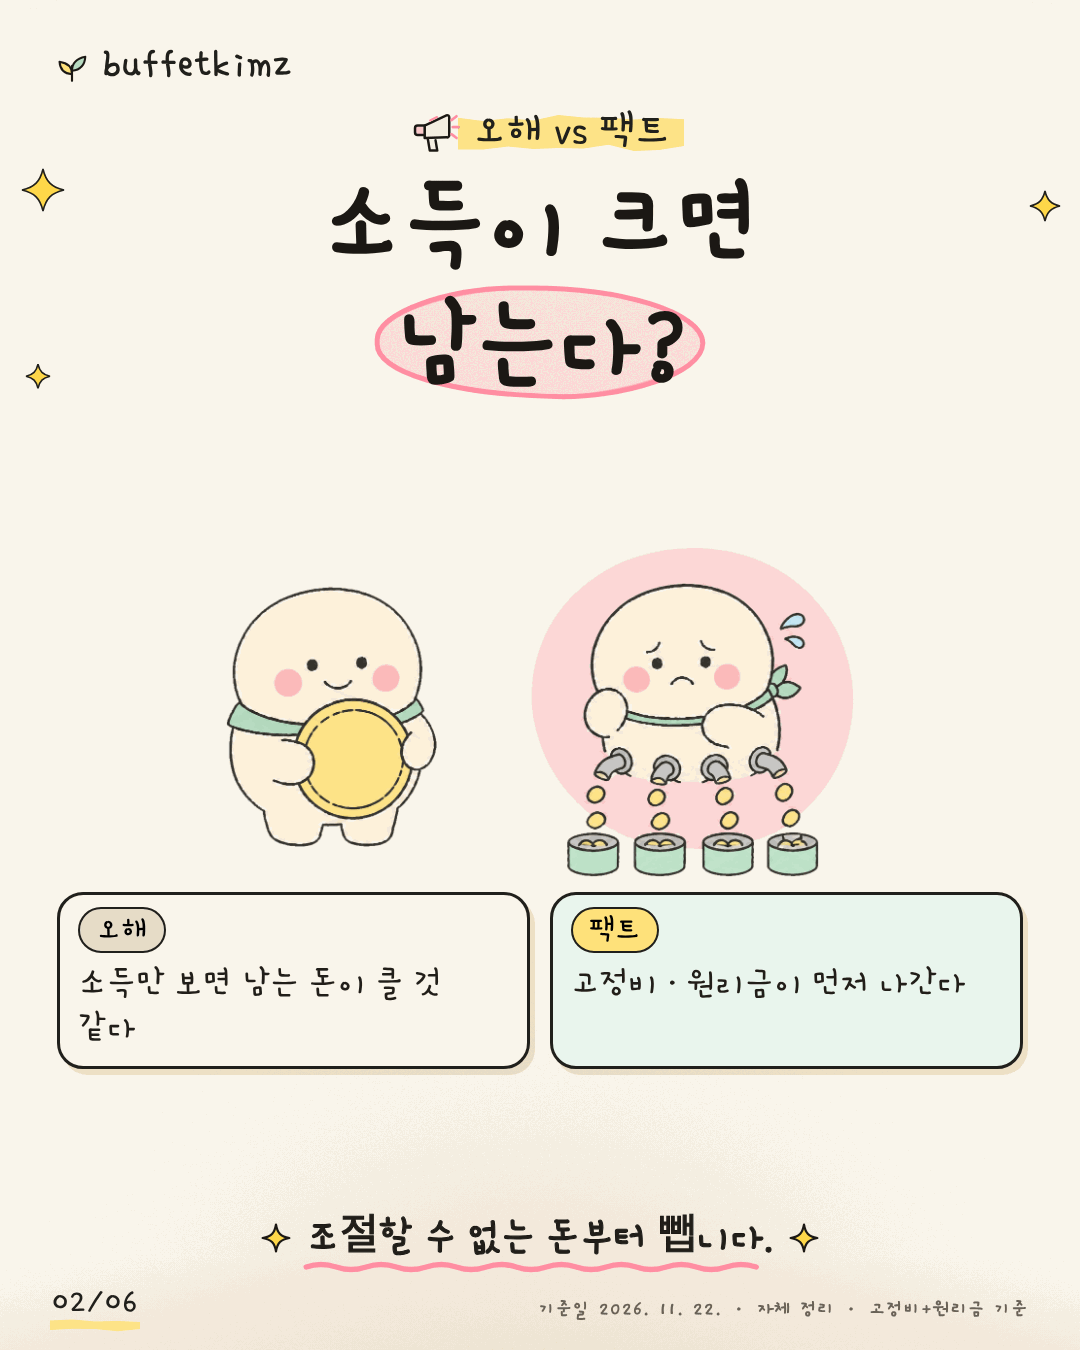 buffetkimz
오해 vs 팩트
소득이 크면
남는다?
오해
소득만 보면 남는 돈이 클 것
같다
팩트
고정비·원리금이 먼저 나간다
조절할 수 없는 돈부터 뺍니다.
02/06
기준일 2026. 11. 22. · 자체 정리 · 고정비+원리금 기준